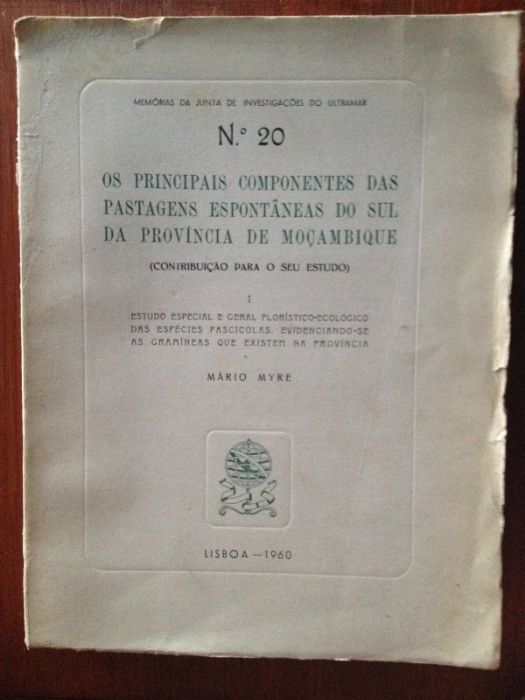 MEMÓRIAS DA JUNTA DE INVESTIGAÇÕES DO ULTRAMAR
N.º 20
OS PRINCIPAIS COMPONENTES DAS
PASTAGENS ESPONTÂNEAS DO SUL
DA PROVÍNCIA DE MOÇAMBIQUE
(CONTRIBUIÇÃO PARA O SEU ESTUDO)
I
ESTUDO ESPECIAL E GERAL FLORÍSTICO-ECOLÓGICO
DAS ESPÉCIES PASCÍCOLAS, EVIDENCIANDO-SE
AS GRAMÍNEAS QUE EXISTEM NA PROVÍNCIA
MÁRIO MYRE
LISBOA — 1960